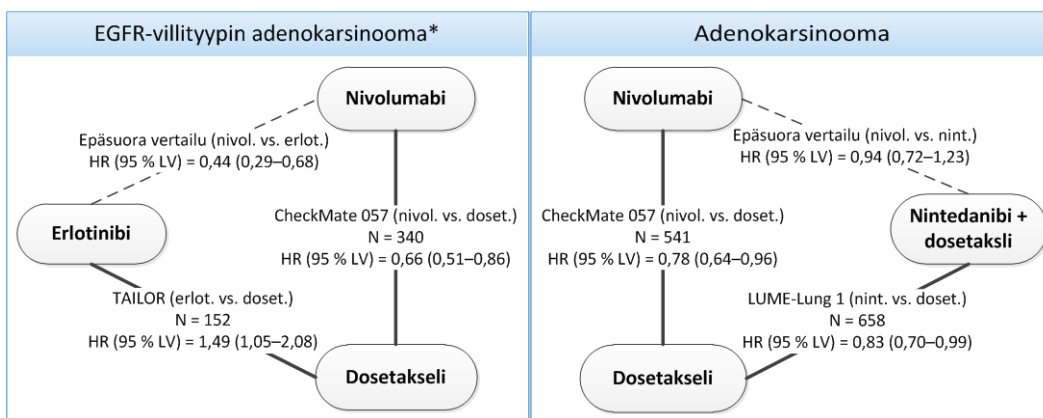 EGFR-villityypin adenokarsinooma*
Nivolumabi
Epäsuora vertailu (nivol. vs. erlot.)
HR (95 % LV) = 0,44 (0,29–0,68)
Erlotinibi
CheckMate 057 (nivol. vs. doset.)
N = 340
HR (95 % LV) = 0,66 (0,51–0,86)
TAILOR (erlot. vs. doset.)
N = 152
HR (95 % LV) = 1,49 (1,05–2,08)
Dosetakseli
Adenokarsinooma
Nivolumabi
Epäsuora vertailu (nivol. vs. nint.)
HR (95 % LV) = 0,94 (0,72–1,23)
CheckMate 057 (nivol. vs. doset.)
N = 541
HR (95 % LV) = 0,78 (0,64–0,96)
Nintedanibi +
dosetaksli
LUME-Lung 1 (nint. vs. doset.)
N = 658
HR (95 % LV) = 0,83 (0,70–0,99)
Dosetakseli